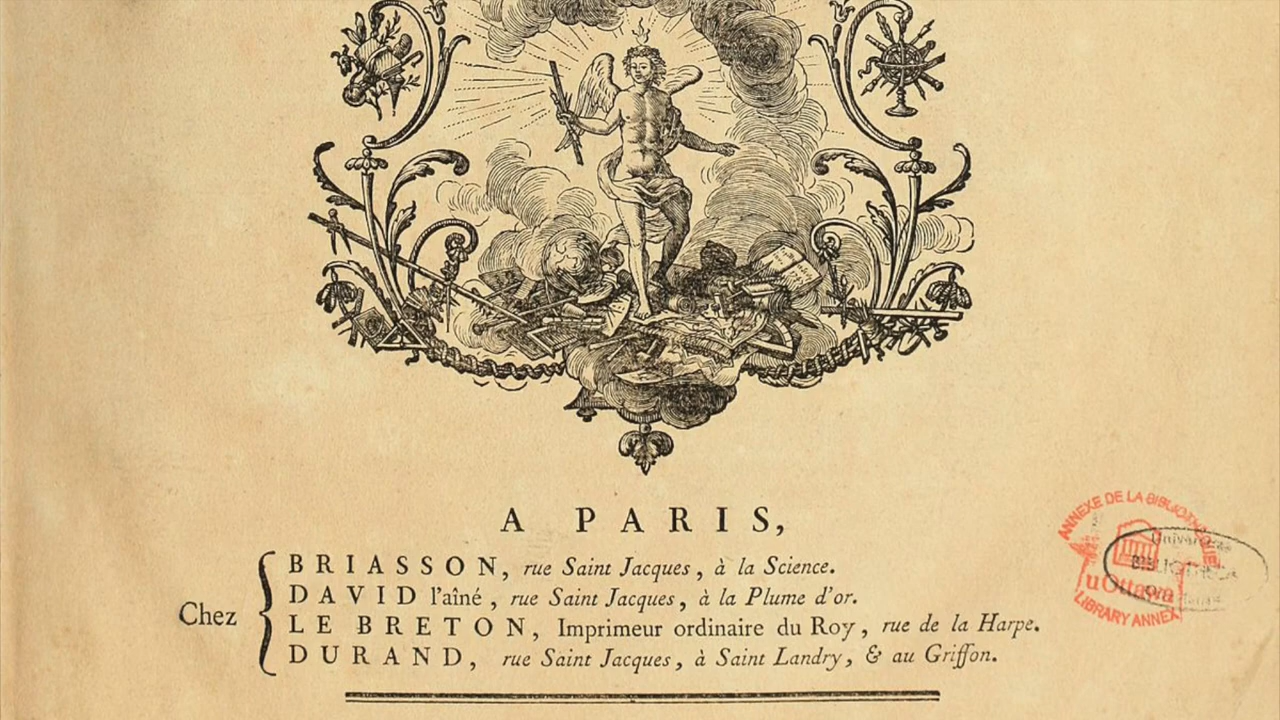 A PARIS,
Chez
BRIASSON, rue Saint Jacques, à la Science.
DAVID l'aîné, rue Saint Jacques, à la Plume d'or.
LE BRETON, Imprimeur ordinaire du Roy, rue de la Harpe.
DURAND, rue Saint Jacques, à Saint Landry, & au Griffon.
ANNEXE DE LA BIBLIOTHÈQUE
uOttawa
LIBRARY ANNEX
BIBLIOTHECA